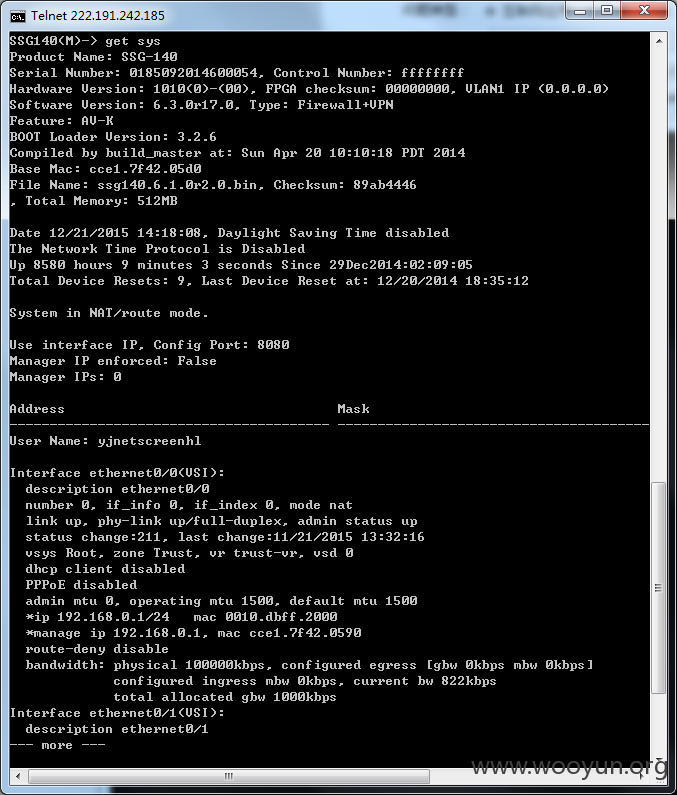 Telnet 222.191.242.185
SSG140(M)-> get sys
Product Name: SSG-140
Serial Number: 0185092014600054, Control Number: ffffffff
Hardware Version: 1010(0)-(00), FPGA checksum: 00000000, VLAN1 IP (0.0.0.0)
Software Version: 6.3.0r17.0, Type: Firewall+VPN
Feature: AV-K
BOOT Loader Version: 3.2.6
Compiled by build_master at: Sun Apr 20 10:10:18 PDT 2014
Base Mac: cce1.7f42.05d0
File Name: ssg140.6.1.0r2.0.bin, Checksum: 89ab4446
, Total Memory: 512MB
Date 12/21/2015 14:18:08, Daylight Saving Time disabled
The Network Time Protocol is Disabled
Up 8580 hours 9 minutes 3 seconds Since 29Dec2014:02:09:05
Total Device Resets: 9, Last Device Reset at: 12/20/2014 18:35:12
System in NAT/route mode.
Use interface IP, Config Port: 8080
Manager IP enforced: False
Manager IPs: 0
Address Mask
---------------------------------------- ----------------------------------------
User Name: yjnetscreenhl
Interface ethernet0/0(VSI):
description ethernet0/0
number 0, if_info 0, if_index 0, mode nat
link up, phy-link up/full-duplex, admin status up
status change:211, last change:11/21/2015 13:32:16
vsys Root, zone Trust, vr trust-vr, vsd 0
dhcp client disabled
PPPoE disabled
admin mtu 0, operating mtu 1500, default mtu 1500
*ip 192.168.0.1/24 mac 0010.dbff.2000
*manage ip 192.168.0.1, mac cce1.7f42.0590
route-deny disable
bandwidth: physical 100000kbps, configured egress [gbw 0kbps mbw 0kbps]
configured ingress mbw 0kbps, current bw 822kbps
total allocated gbw 1000kbps
Interface ethernet0/1(VSI):
description ethernet0/1
--- more ---
www.wooyun.org